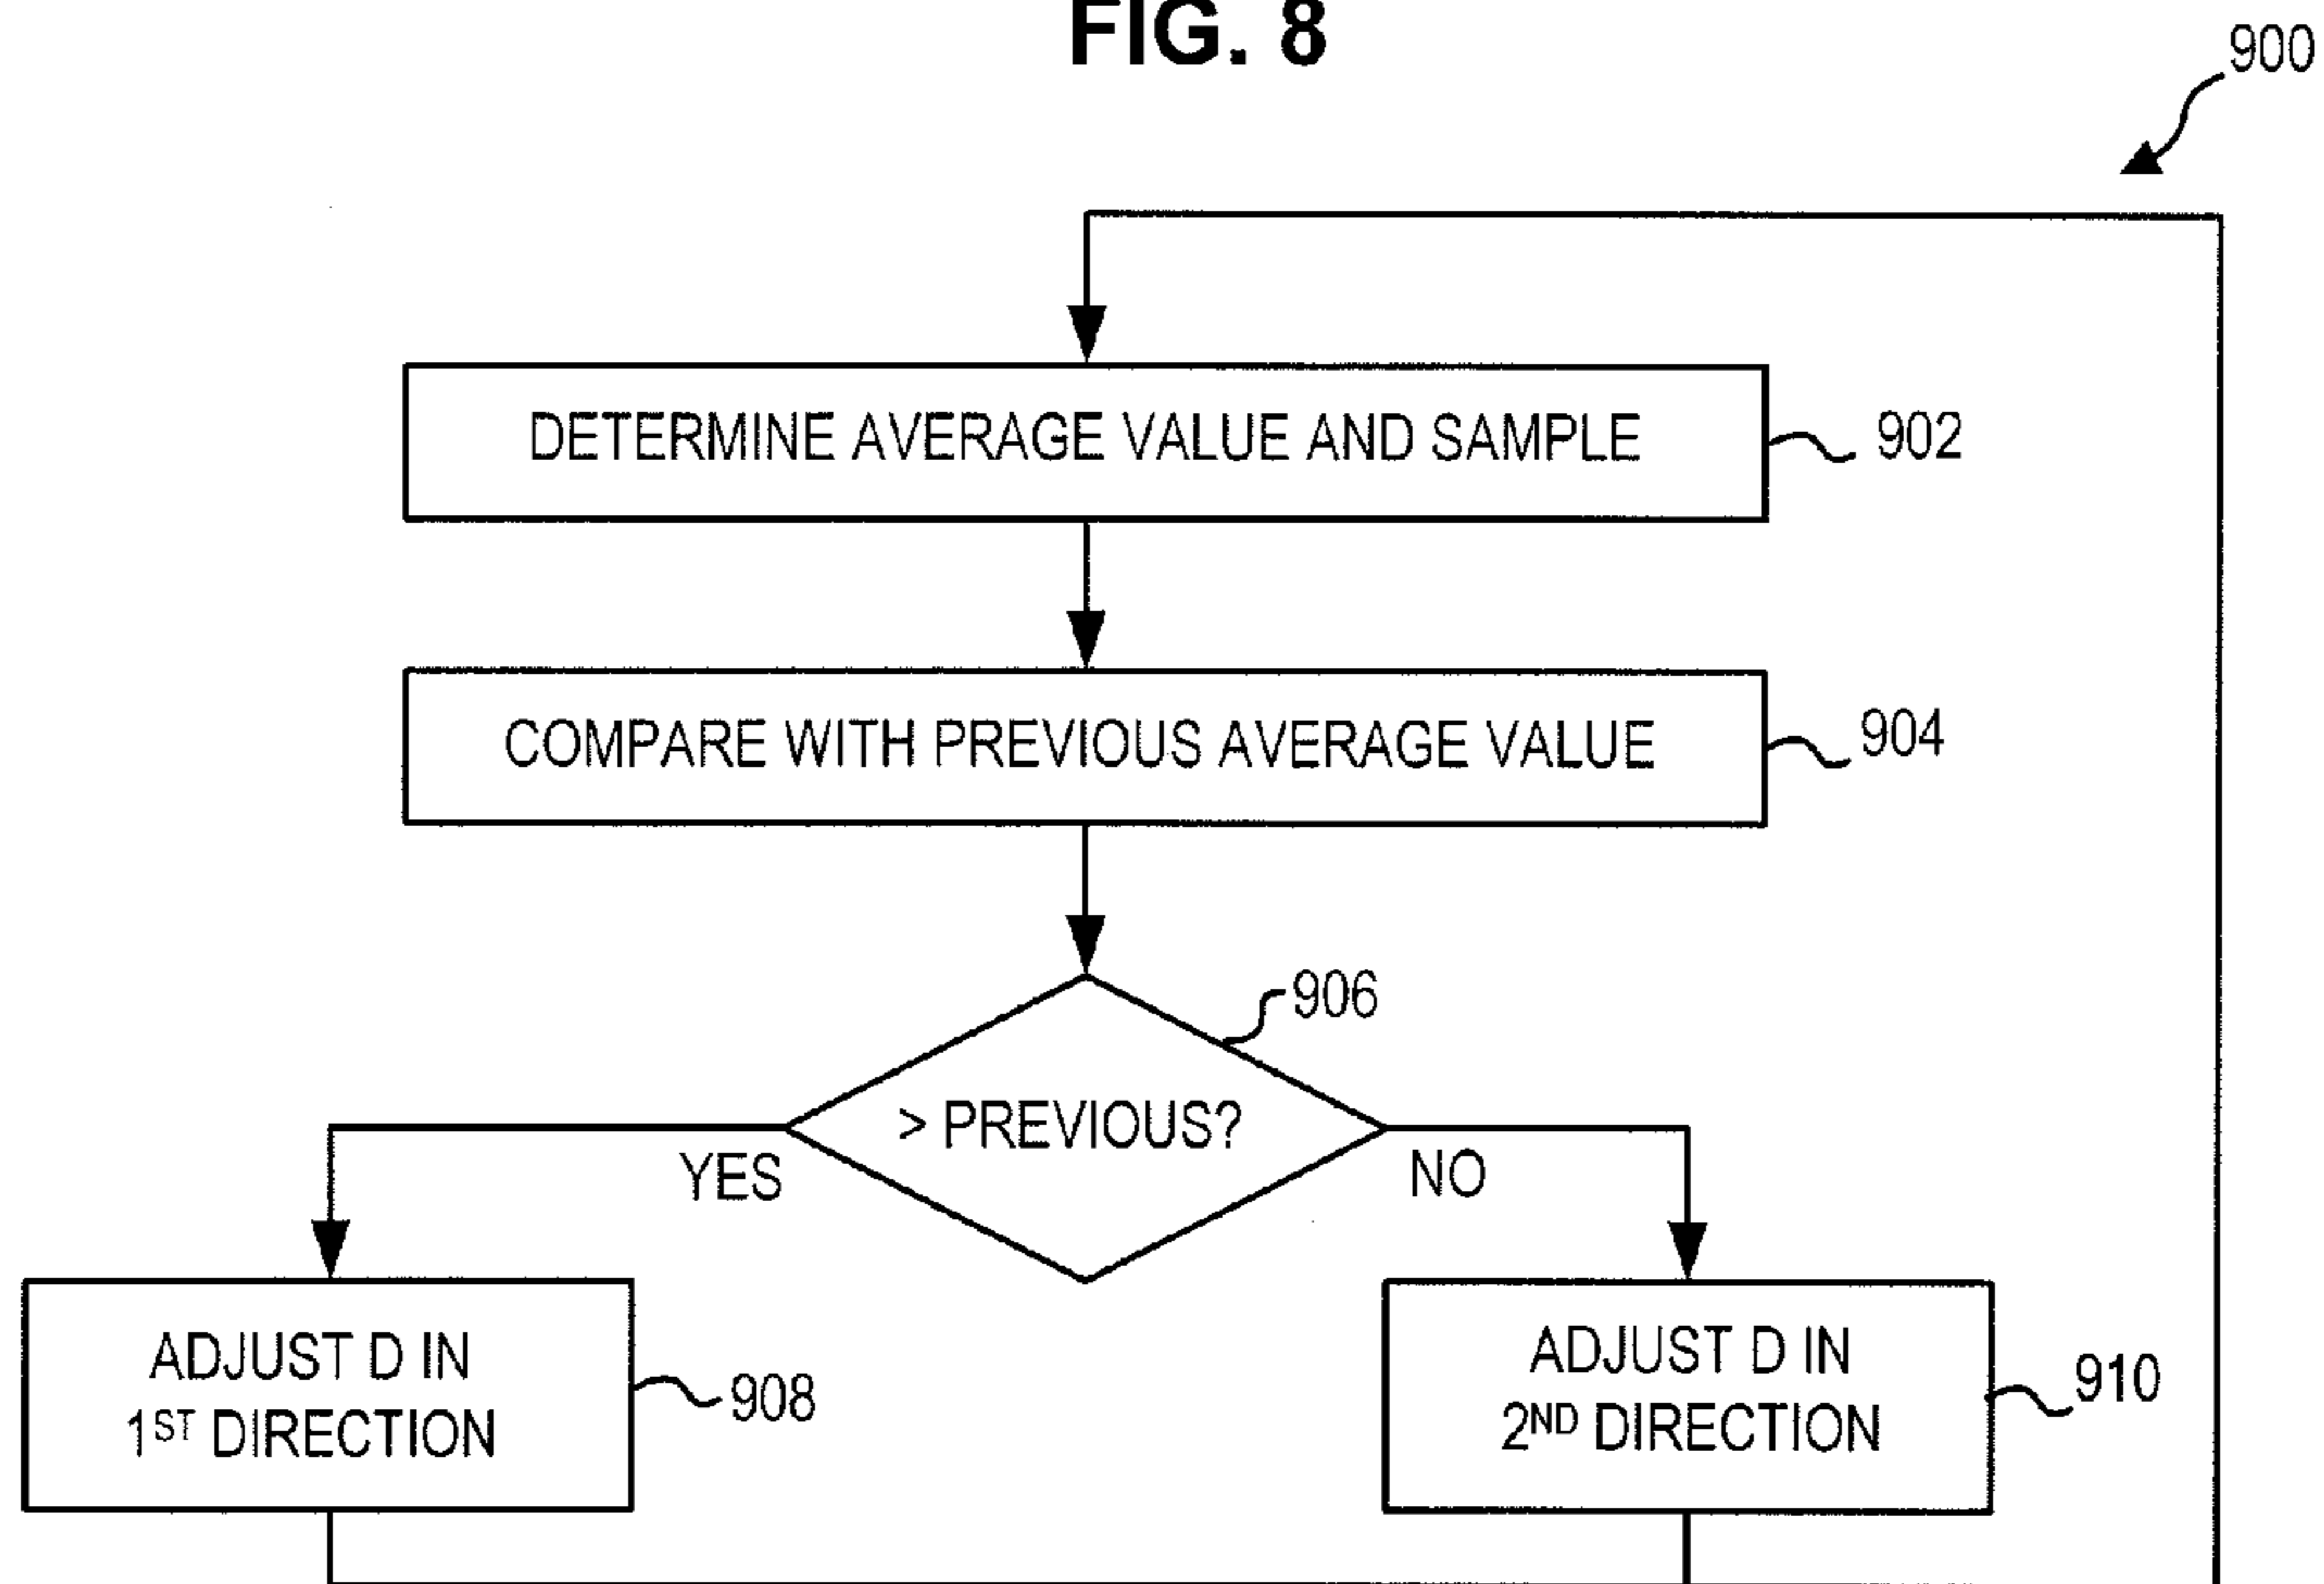 FIG. 8
900
DETERMINE AVERAGE VALUE AND SAMPLE
902
COMPARE WITH PREVIOUS AVERAGE VALUE
904
906
> PREVIOUS?
YES
NO
ADJUST D IN
1ST DIRECTION
908
ADJUST D IN
2ND DIRECTION
910